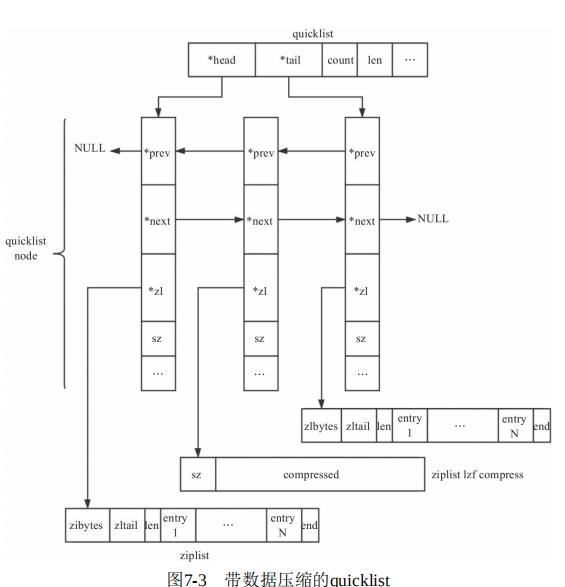 quicklist
*head *tail count len …
NULL *prev *prev *prev
*next *next *next NULL
quicklist
node
*zl *zl *zl
sz sz sz
… … …
zlbytes zltail len entry 1 … entry N end
sz compressed ziplist lzf compress
zibytes zltail len entry 1 … entry N end
ziplist
图7-3 带数据压缩的quicklist